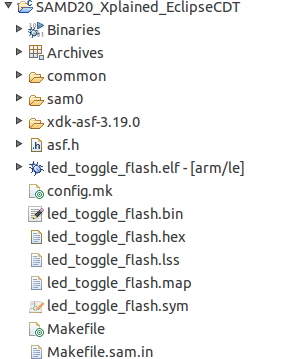 SAMD20_Xplained_EclipseCDT
Binaries
Archives
common
sam0
xdk-asf-3.19.0
asf.h
led_toggle_flash.elf - [arm/le]
config.mk
led_toggle_flash.bin
led_toggle_flash.hex
led_toggle_flash.lss
led_toggle_flash.map
led_toggle_flash.sym
Makefile
Makefile.sam.in